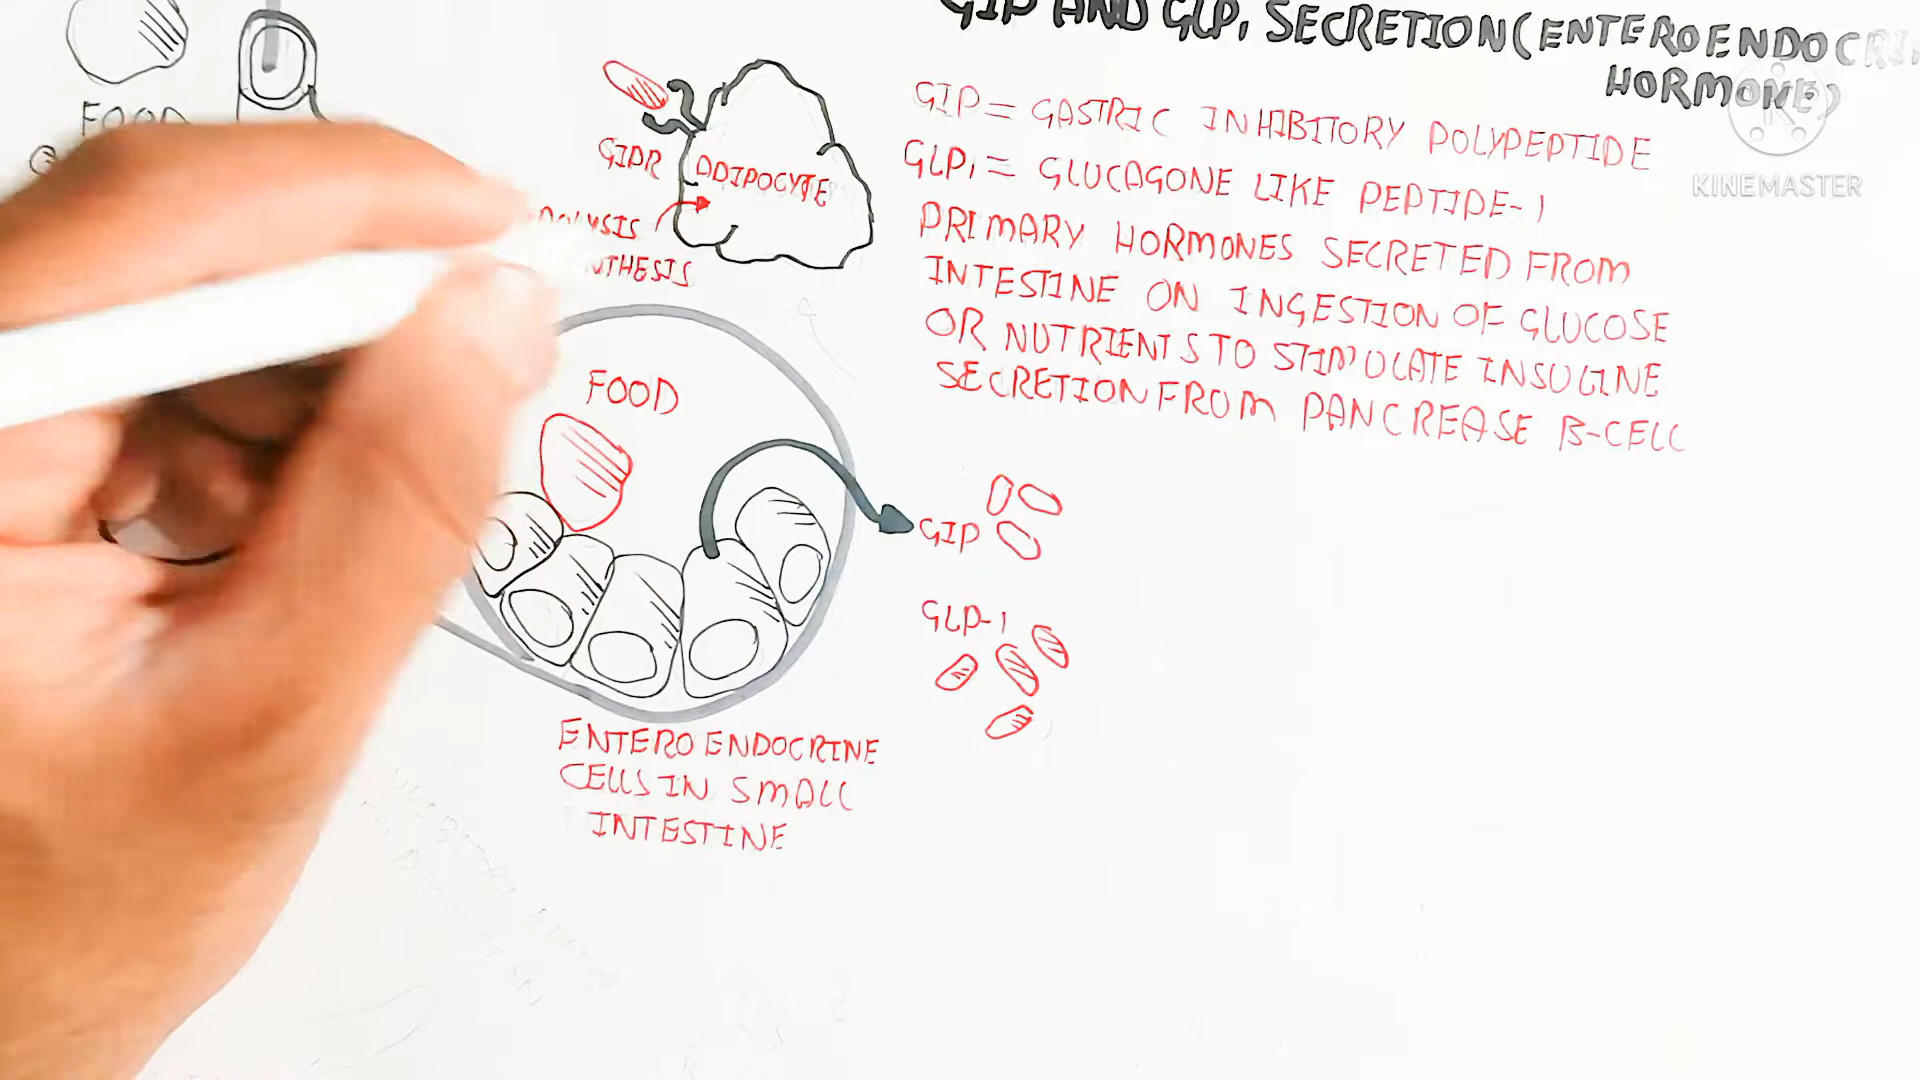 GIP AND GLP1 SECRETION (ENTEROENDOCRI
HORMONE)
FOOD
GIPR
ADIPOCYTE
GIP = GASTRIC INHIBITORY POLYPEPTIDE
GLP1 = GLUCAGONE LIKE PEPTIDE-1
PRIMARY HORMONES SECRETED FROM
INTESTINE ON INGESTION OF GLUCOSE
OR NUTRIENTS TO STIMULATE INSULINE
SECRETION FROM PANCREASE B-CELL
KINEMASTER
FOOD
GIP
GLP-1
ENTEROENDOCRINE
CELLS IN SMALL
INTESTINE